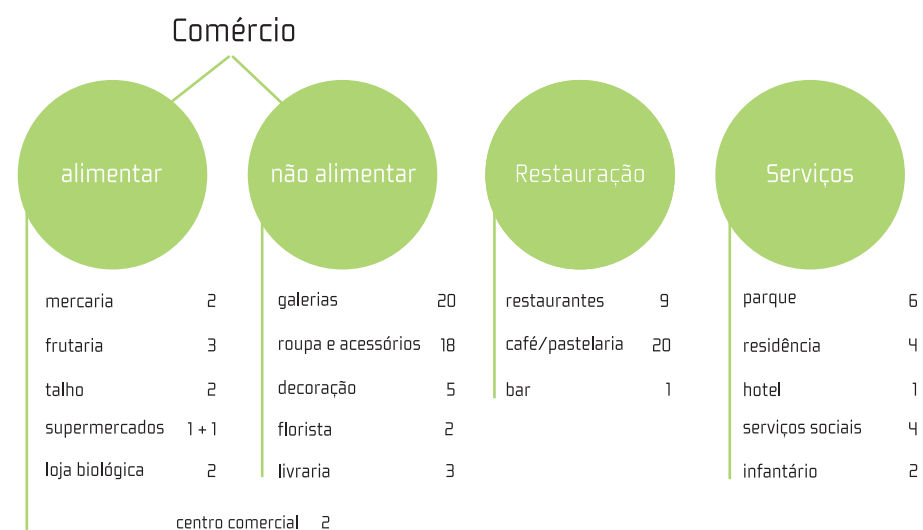 Comércio
alimentar
mercaria 2
frutaria 3
talho 2
supermercados 1 + 1
loja biológica 2
não alimentar
galerias 20
roupa e acessórios 18
decoração 5
florista 2
livraria 3
centro comercial 2
Restauração
restaurantes 9
café/pastelaria 20
bar 1
Serviços
parque 6
residência 4
hotel 1
serviços sociais 4
infantário 2